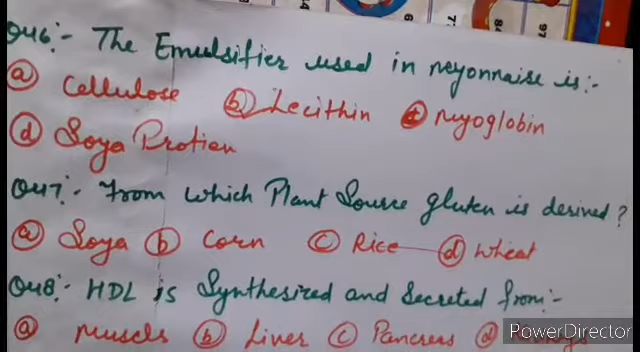 Q46:- The Emulsifier used in meyonnaise is:-
(a) Cellulose (b) Lecithin (c) Myoglobin
(d) Soya Protien
Q47:- From which Plant Source gluten is derived?
(a) Soya (b) Corn (c) Rice (d) Wheat
Q48:- HDL is Synthesized and Secreted from:-
(a) Muscls (b) Liver (c) Pancreas (d)
PowerDirector